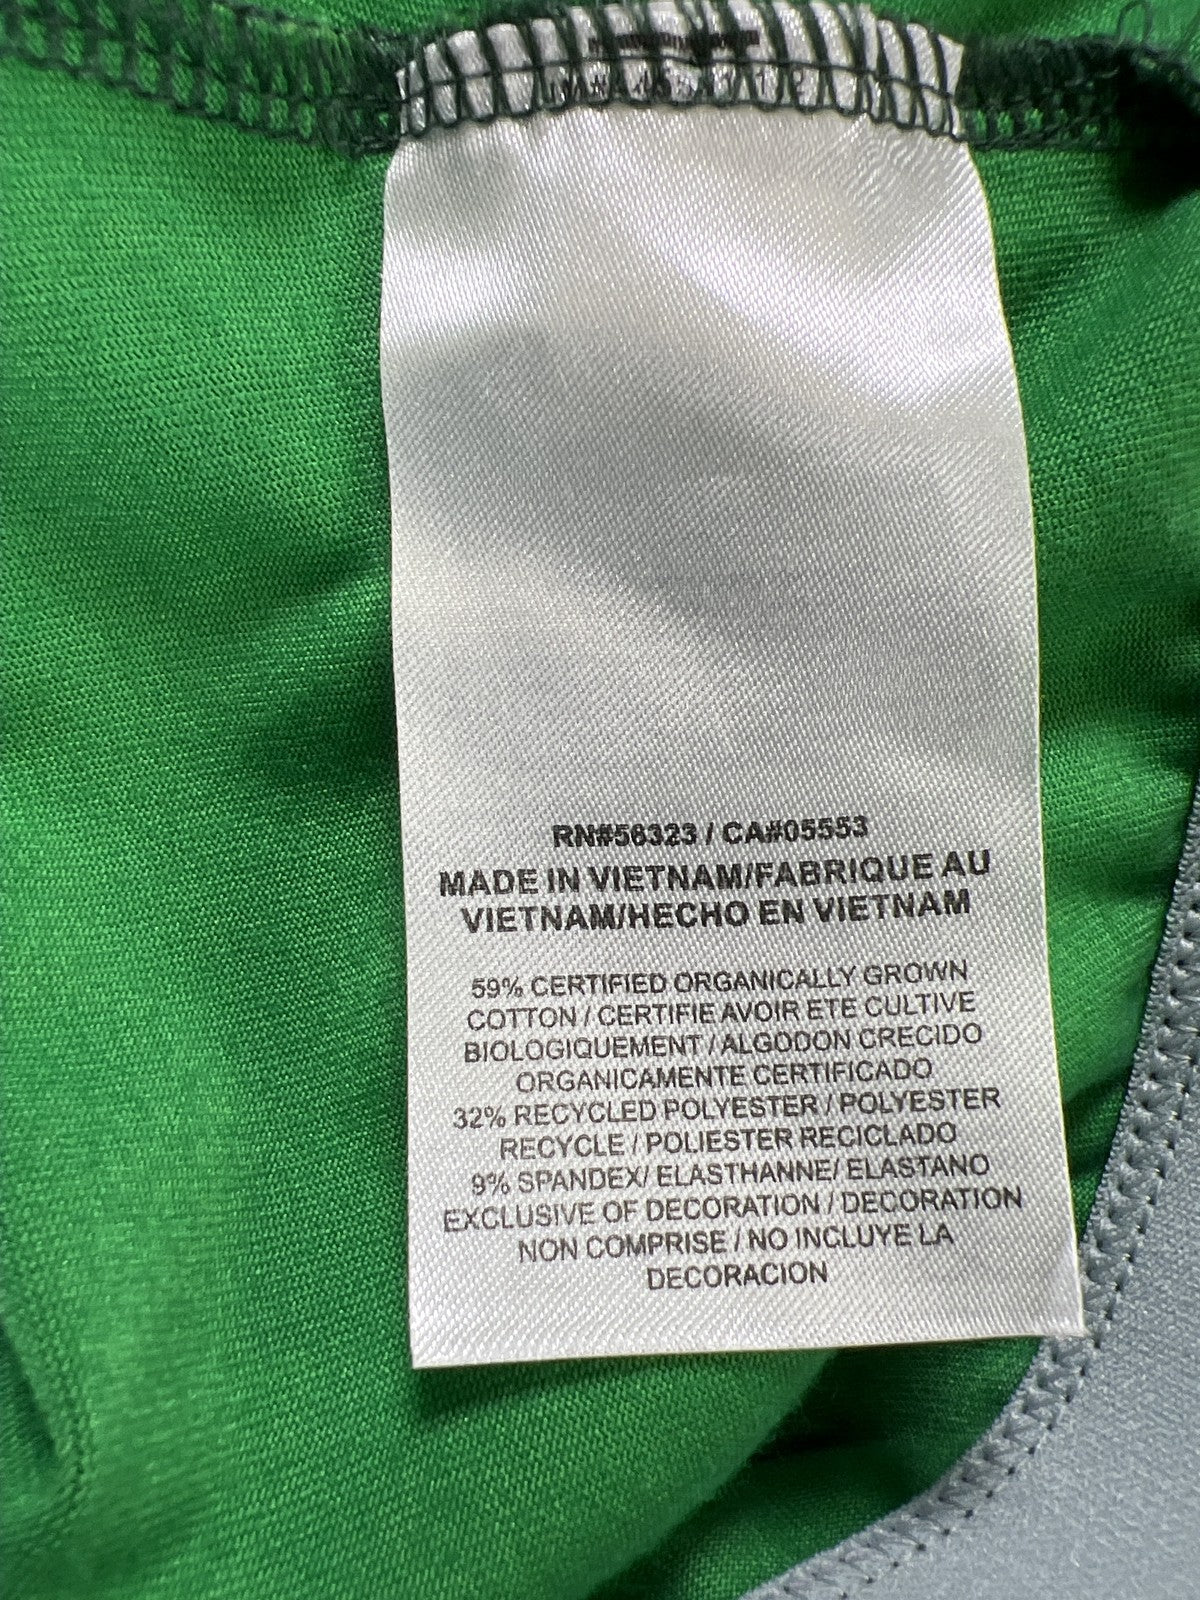 RN#56323 / CA#05553
MADE IN VIETNAM/FABRIQUE AU
VIETNAM/HECHO EN VIETNAM
59% CERTIFIED ORGANICALLY GROWN
COTTON / CERTIFIE AVOIR ETE CULTIVE
BIOLOGIQUEMENT / ALGODON CRECIDO
ORGANICAMENTE CERTIFICADO
32% RECYCLED POLYESTER / POLYESTER
RECYCLE / POLIESTER RECICLADO
9% SPANDEX/ ELASTHANNE/ ELASTANO
EXCLUSIVE OF DECORATION / DECORATION
NON COMPRISE / NO INCLUYE LA
DECORACION